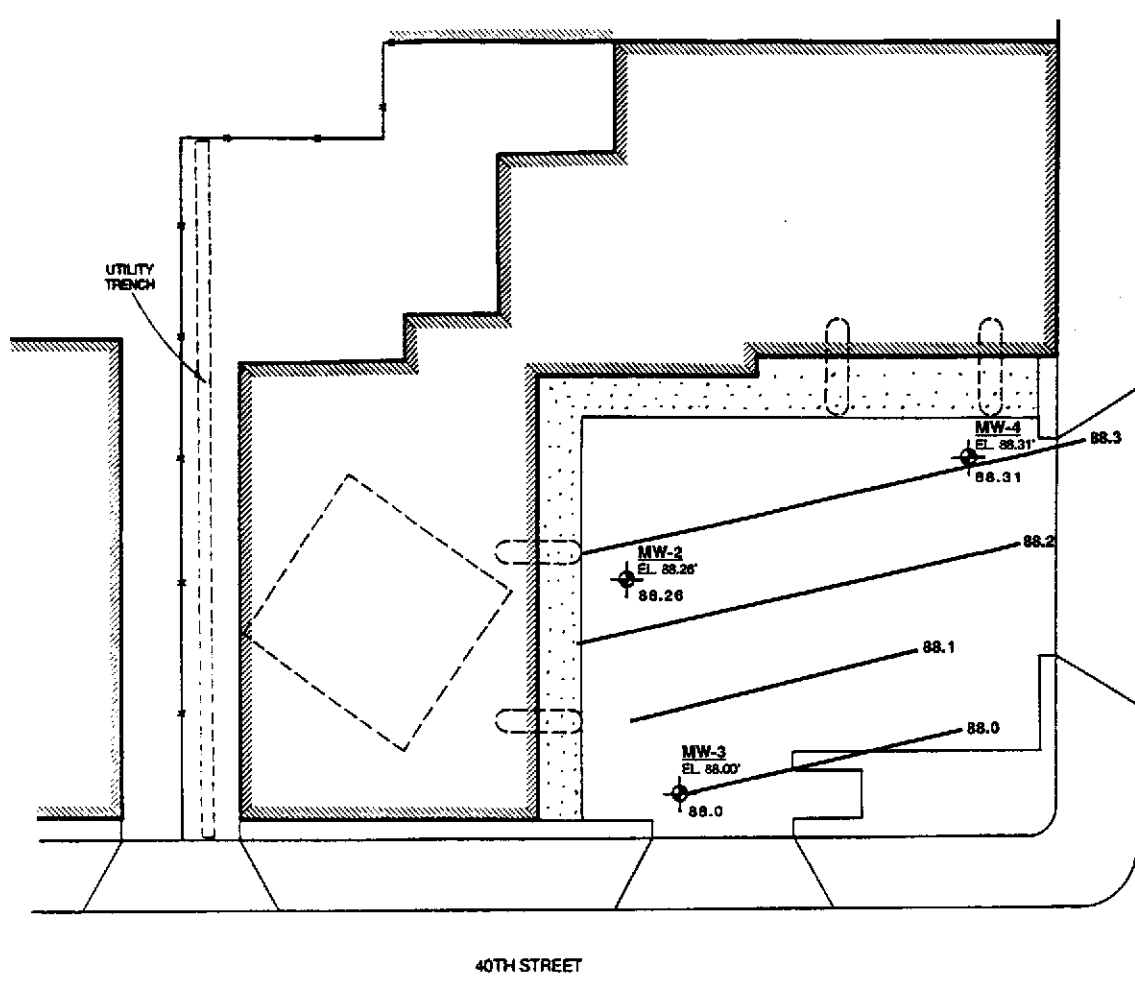 UTILITY
TRENCH
MW-4
EL. 88.31'
88.31
88.3
88.2
MW-2
EL. 88.26'
88.26
88.1
88.0
MW-3
EL. 88.00'
88.0
40TH STREET